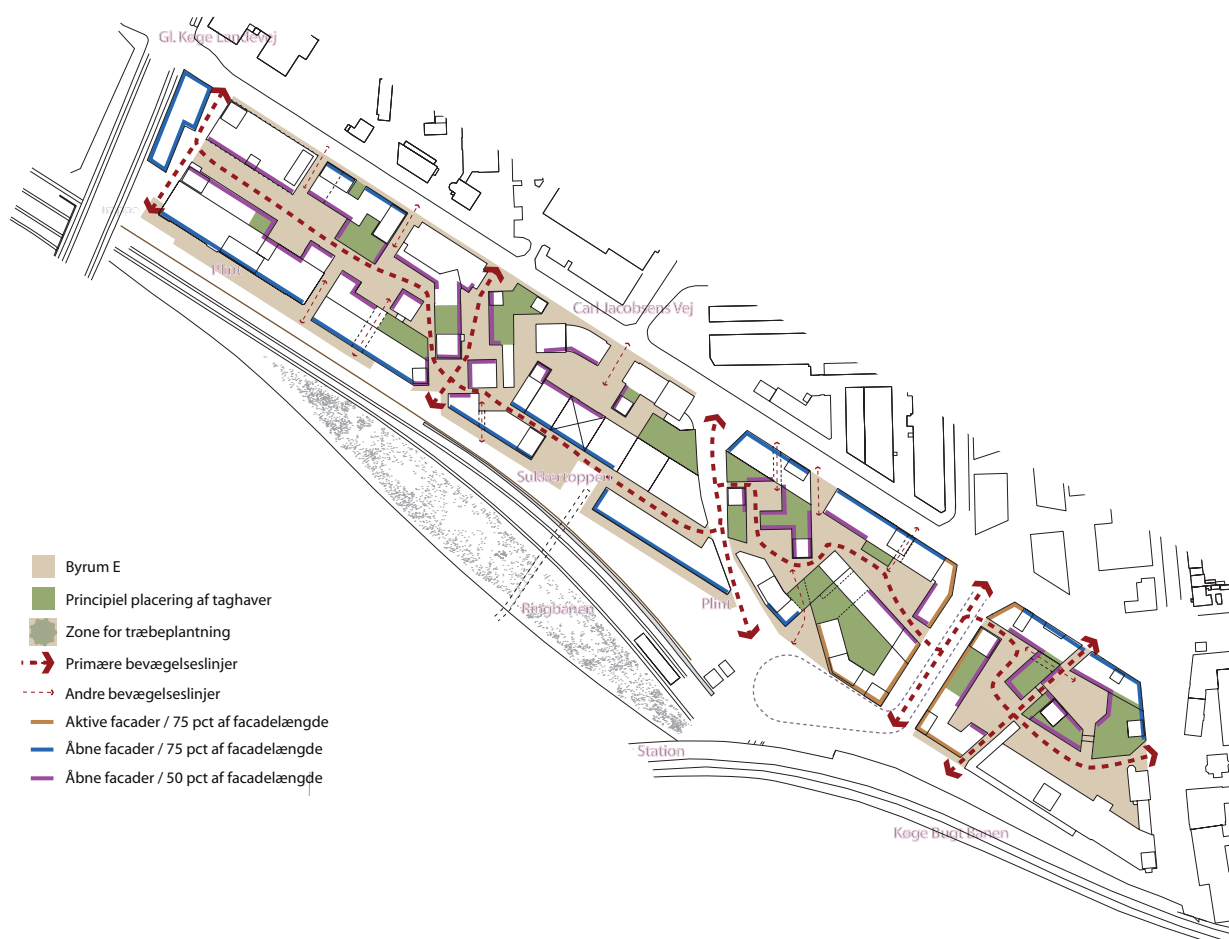 Gl. Køge Landevej
Plint
Carl Jacobsens Vej
Sukkertoppen
Plint
Ringbanen
Station
Køge Bugt Banen
Byrum E
Principiel placering af taghaver
Zone for træbeplantning
Primære bevægelseslinjer
Andre bevægelseslinjer
Aktive facader / 75 pct af facadelængde
Åbne facader / 75 pct af facadelængde
Åbne facader / 50 pct af facadelængde